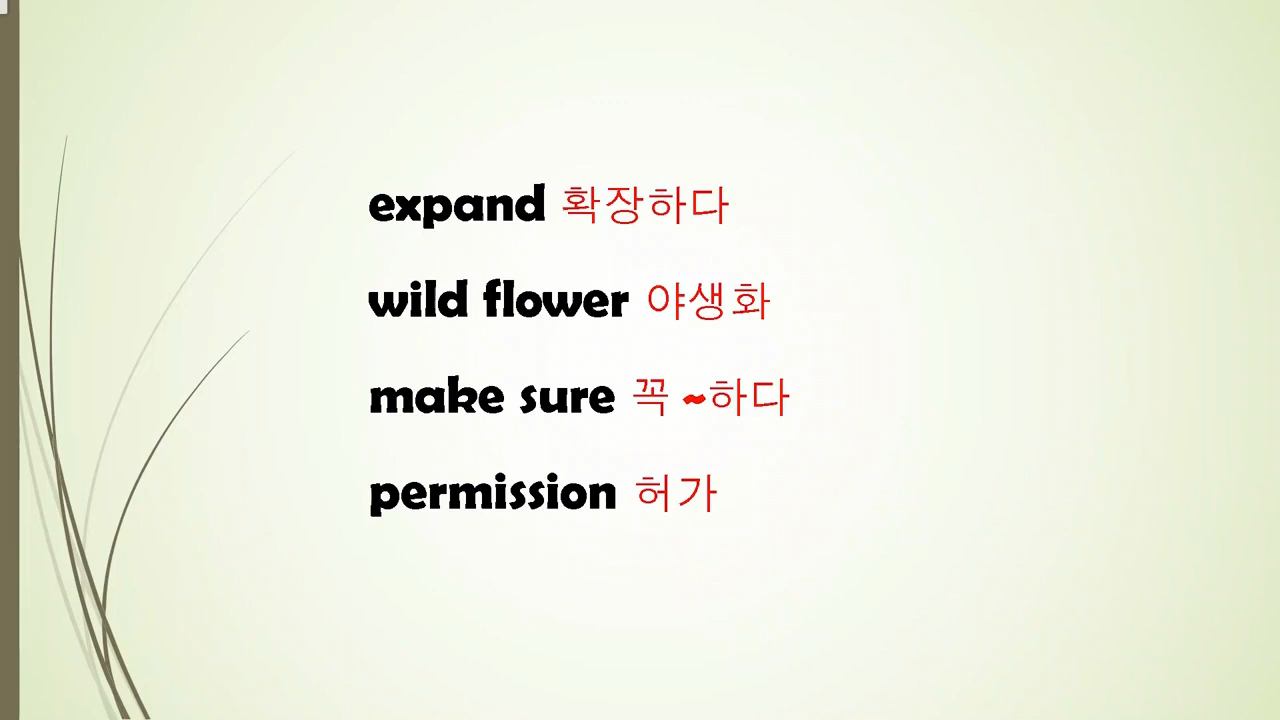 expand 확장하다
wild flower 야생화
make sure 꼭 ~하다
permission 허가